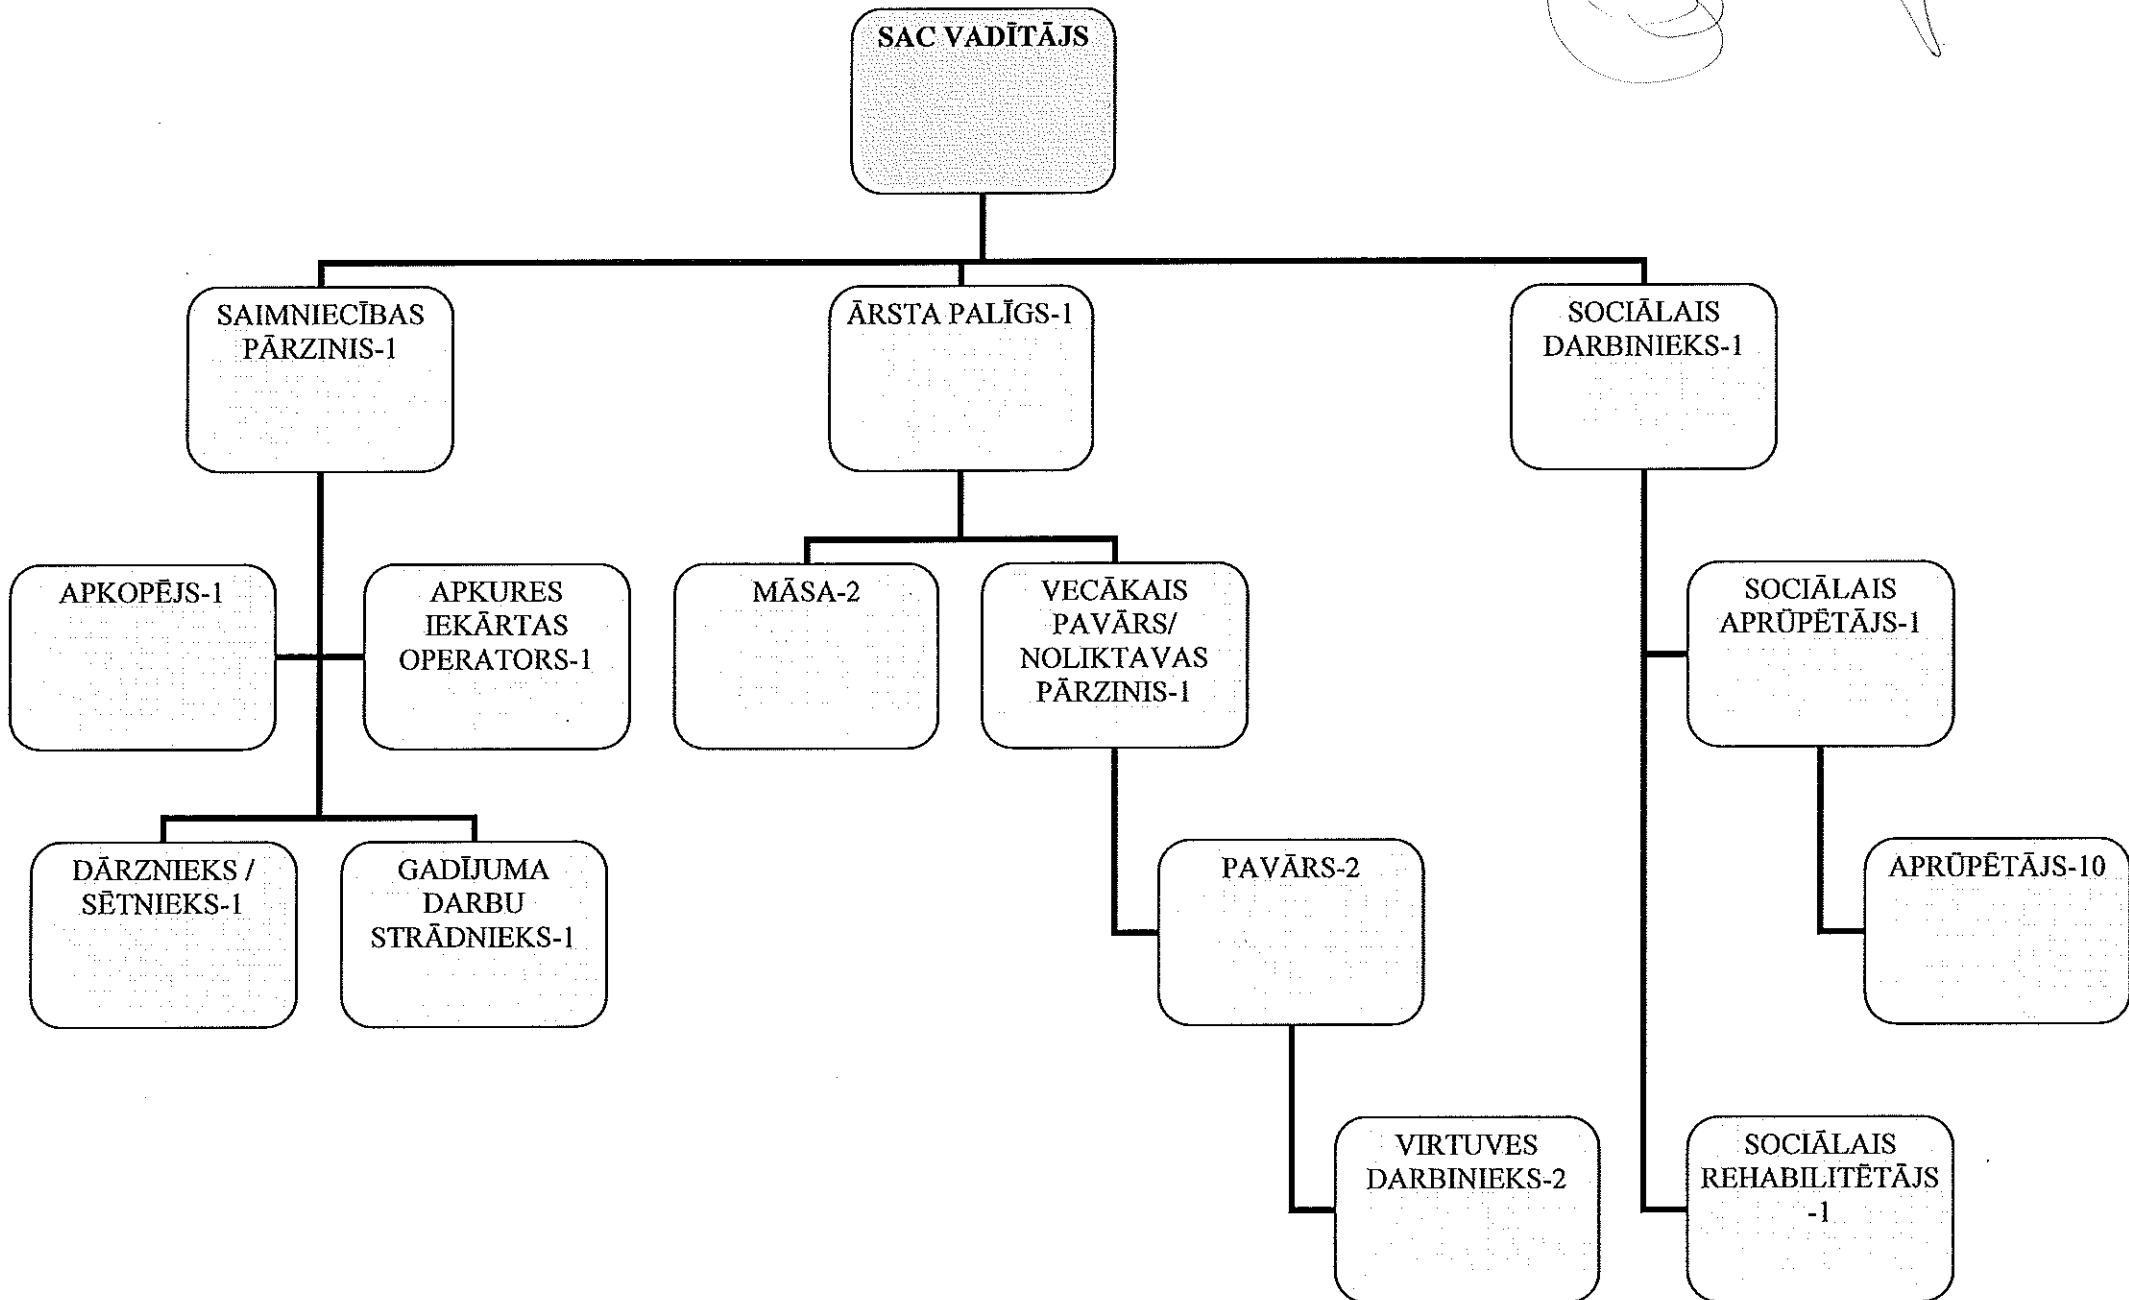 SAC VADĪTĀJS
SAIMNIECĪBAS
PĀRZINIS-1
ĀRSTA PALĪGS-1
SOCIĀLAIS
DARBINIEKS-1
APKOPĒJS-1
APKURES
IEKĀRTAS
OPERATORS-1
MĀSA-2
VECĀKAIS
PAVĀRS/
NOLIKTAVAS
PĀRZINIS-1
SOCIĀLAIS
APRŪPĒTĀJS-1
DĀRZNIEKS /
SĒTNIEKS-1
GADĪJUMA
DARBU
STRĀDNIEKS-1
PAVĀRS-2
APRŪPĒTĀJS-10
VIRTUVES
DARBINIEKS-2
SOCIĀLAIS
REHABILITĒTĀJS
-1